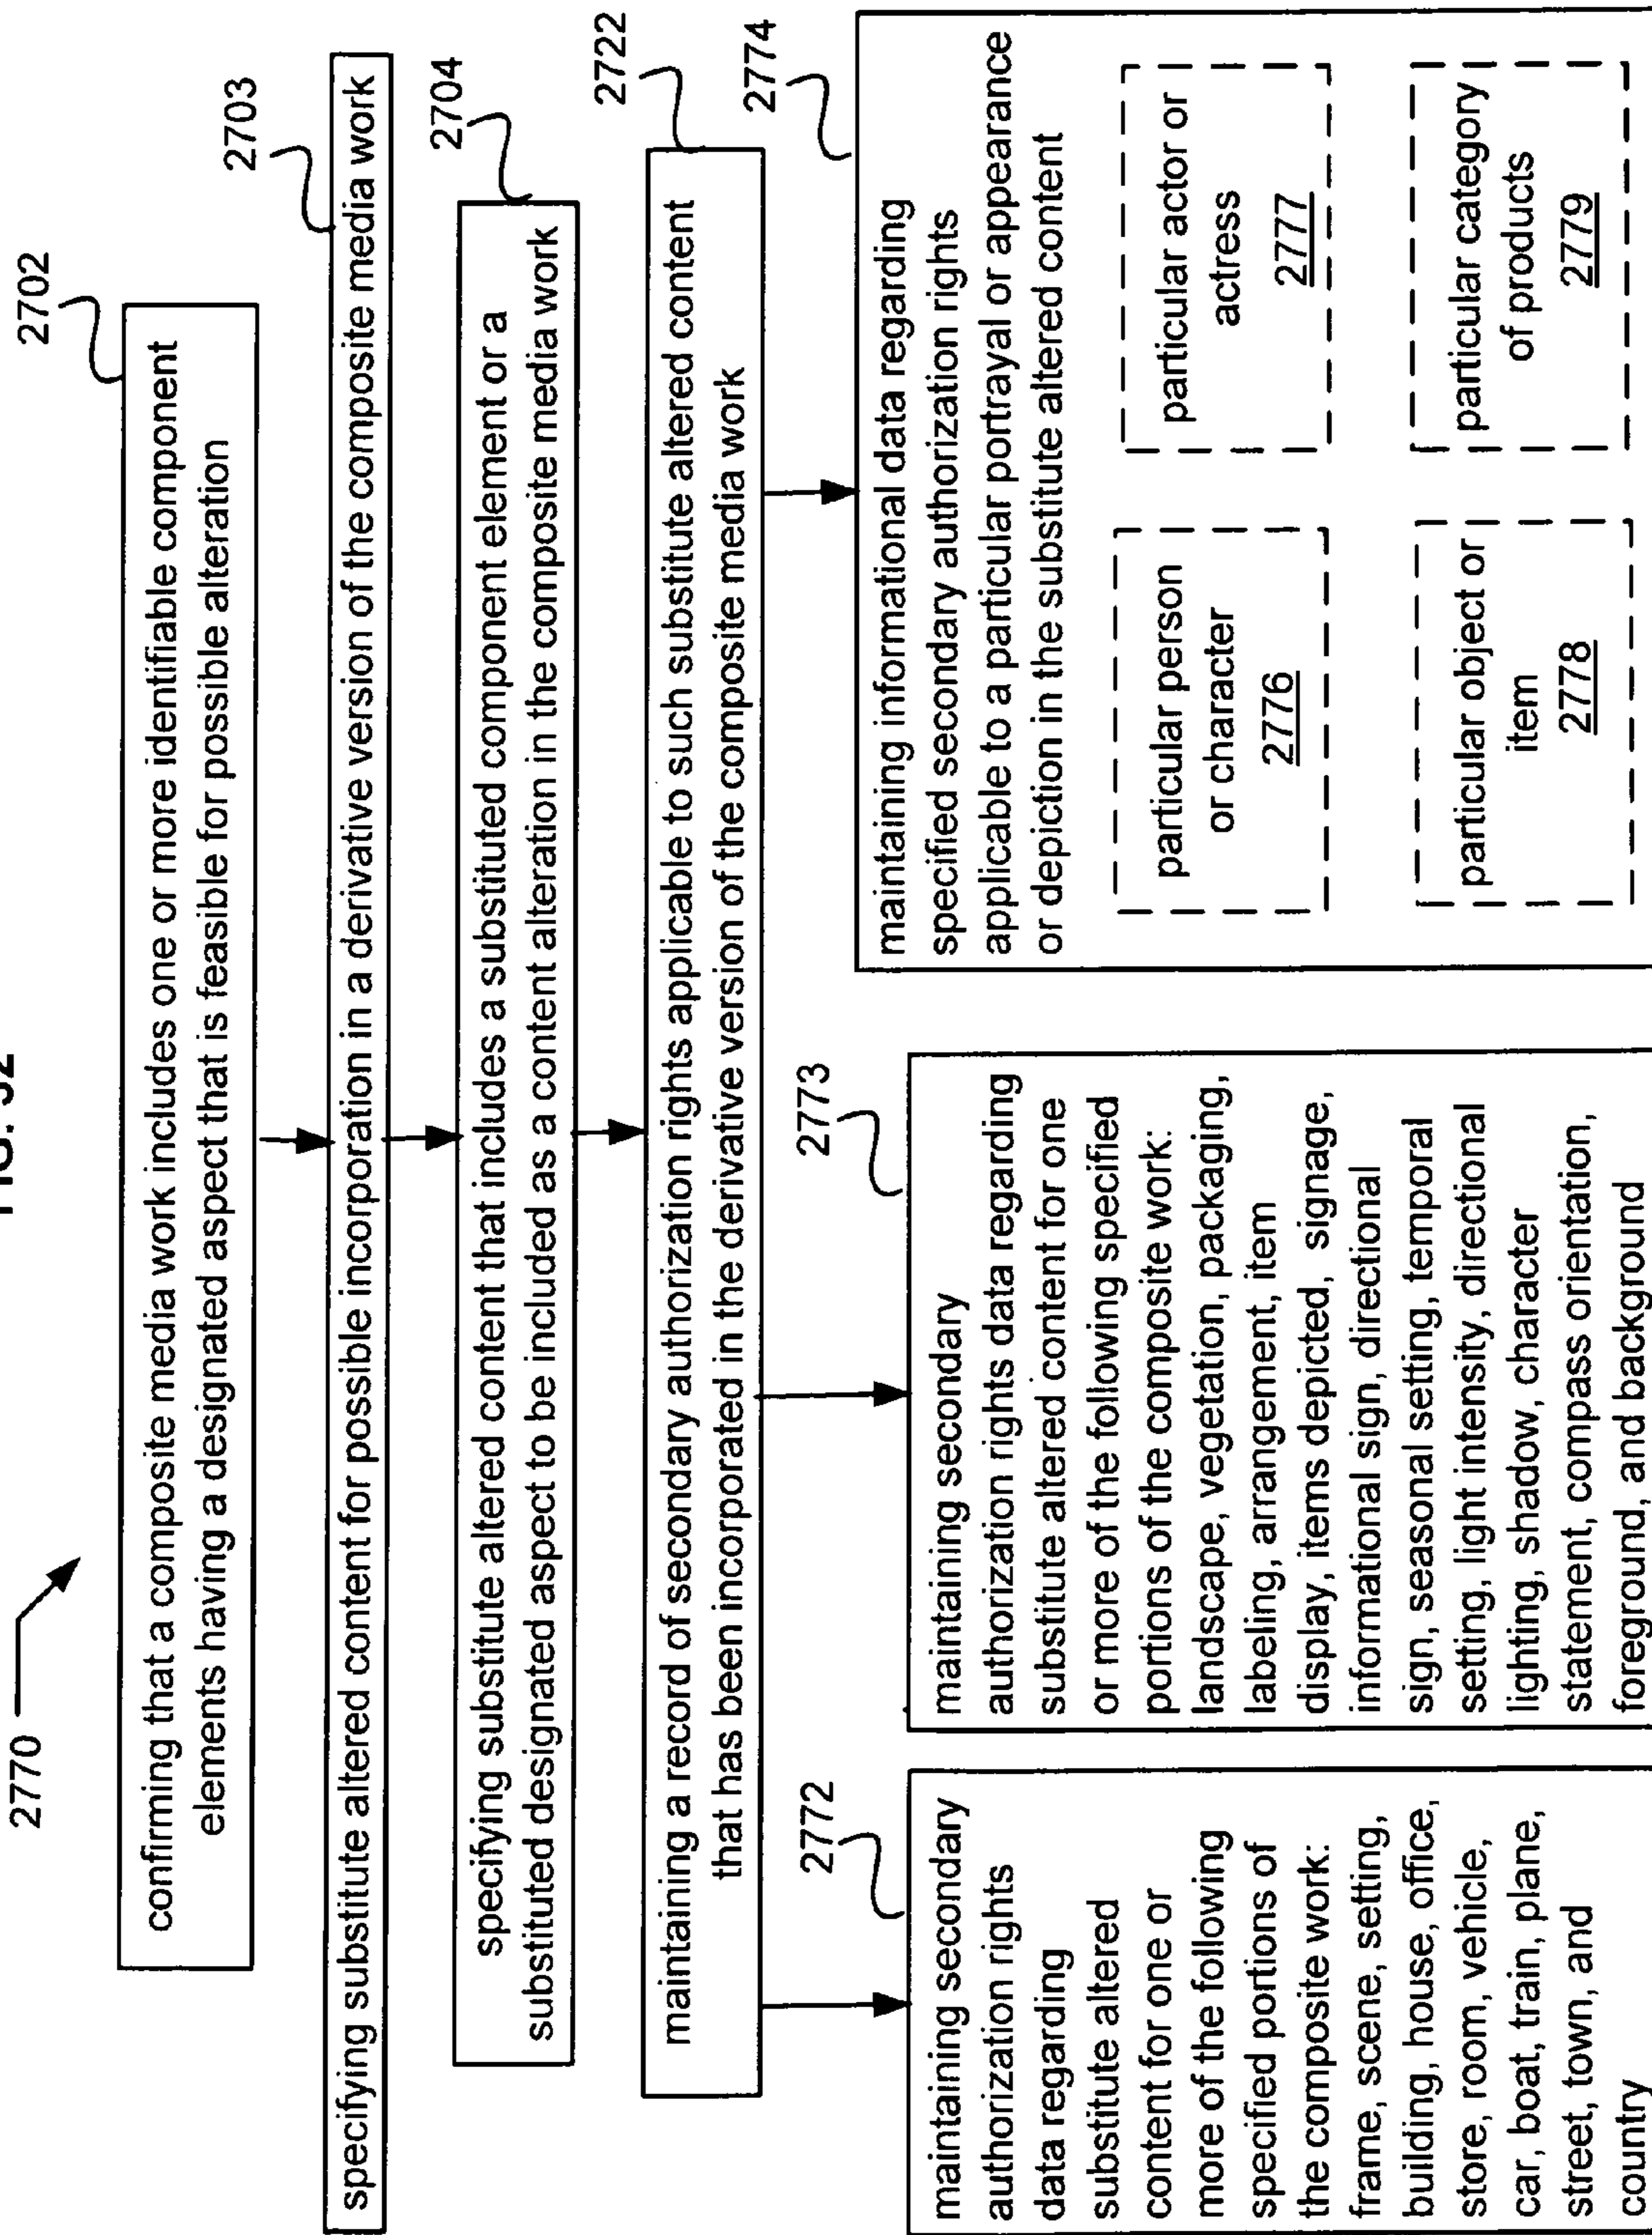 2770
2702
confirming that a composite media work includes one or more identifiable component
elements having a designated aspect that is feasible for possible alteration
2703
specifying substitute altered content for possible incorporation in a derivative version of the composite media work
2704
specifying substitute altered content that includes a substituted component element or a
substituted designated aspect to be included as a content alteration in the composite media work
2722
maintaining a record of secondary authorization rights applicable to such substitute altered content
that has been incorporated in the derivative version of the composite media work
2772
maintaining secondary
authorization rights
data regarding
substitute altered
content for one or
more of the following
specified portions of
the composite work:
frame, scene, setting,
building, house, office,
store, room, vehicle,
car, boat, train, plane,
street, town, and
country
2773
maintaining secondary
authorization rights data regarding
substitute altered content for one
or more of the following specified
portions of the composite work:
landscape, vegetation, packaging,
labeling, arrangement, item
display, items depicted, signage,
informational sign, directional
sign, seasonal setting, temporal
setting, light intensity, directional
lighting, shadow, character
statement, compass orientation,
foreground, and background
2774
maintaining informational data regarding
specified secondary authorization rights
applicable to a particular portrayal or appearance
or depiction in the substitute altered content
particular person
or character
2776
particular actor or
actress
2777
particular object or
item
2778
particular category
of products
2779